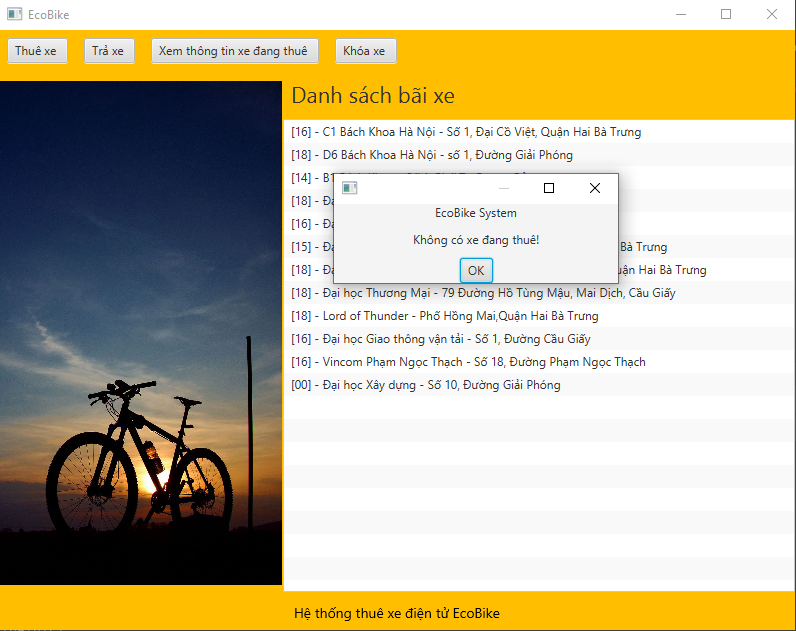 EcoBike
Thuê xe Trả xe Xem thông tin xe đang thuê Khóa xe
Danh sách bãi xe
[16] - C1 Bách Khoa Hà Nội - Số 1, Đại Cồ Việt, Quận Hai Bà Trưng
[18] - D6 Bách Khoa Hà Nội - số 1, Đường Giải Phóng
[14] -
[18] -
[16] -
[15] - Bà Trưng
[18] - Hai Bà Trưng
EcoBike System
Không có xe đang thuê!
OK
[18] - Đại học Thương Mại - 79 Đường Hồ Tùng Mậu, Mai Dịch, Cầu Giấy
[18] - Lord of Thunder - Phố Hồng Mai,Quận Hai Bà Trưng
[16] - Đại học Giao thông vận tải - Số 1, Đường Cầu Giấy
[16] - Vincom Phạm Ngọc Thạch - Số 18, Đường Phạm Ngọc Thạch
[00] - Đại học Xây dựng - Số 10, Đường Giải Phóng
Hệ thống thuê xe điện tử EcoBike